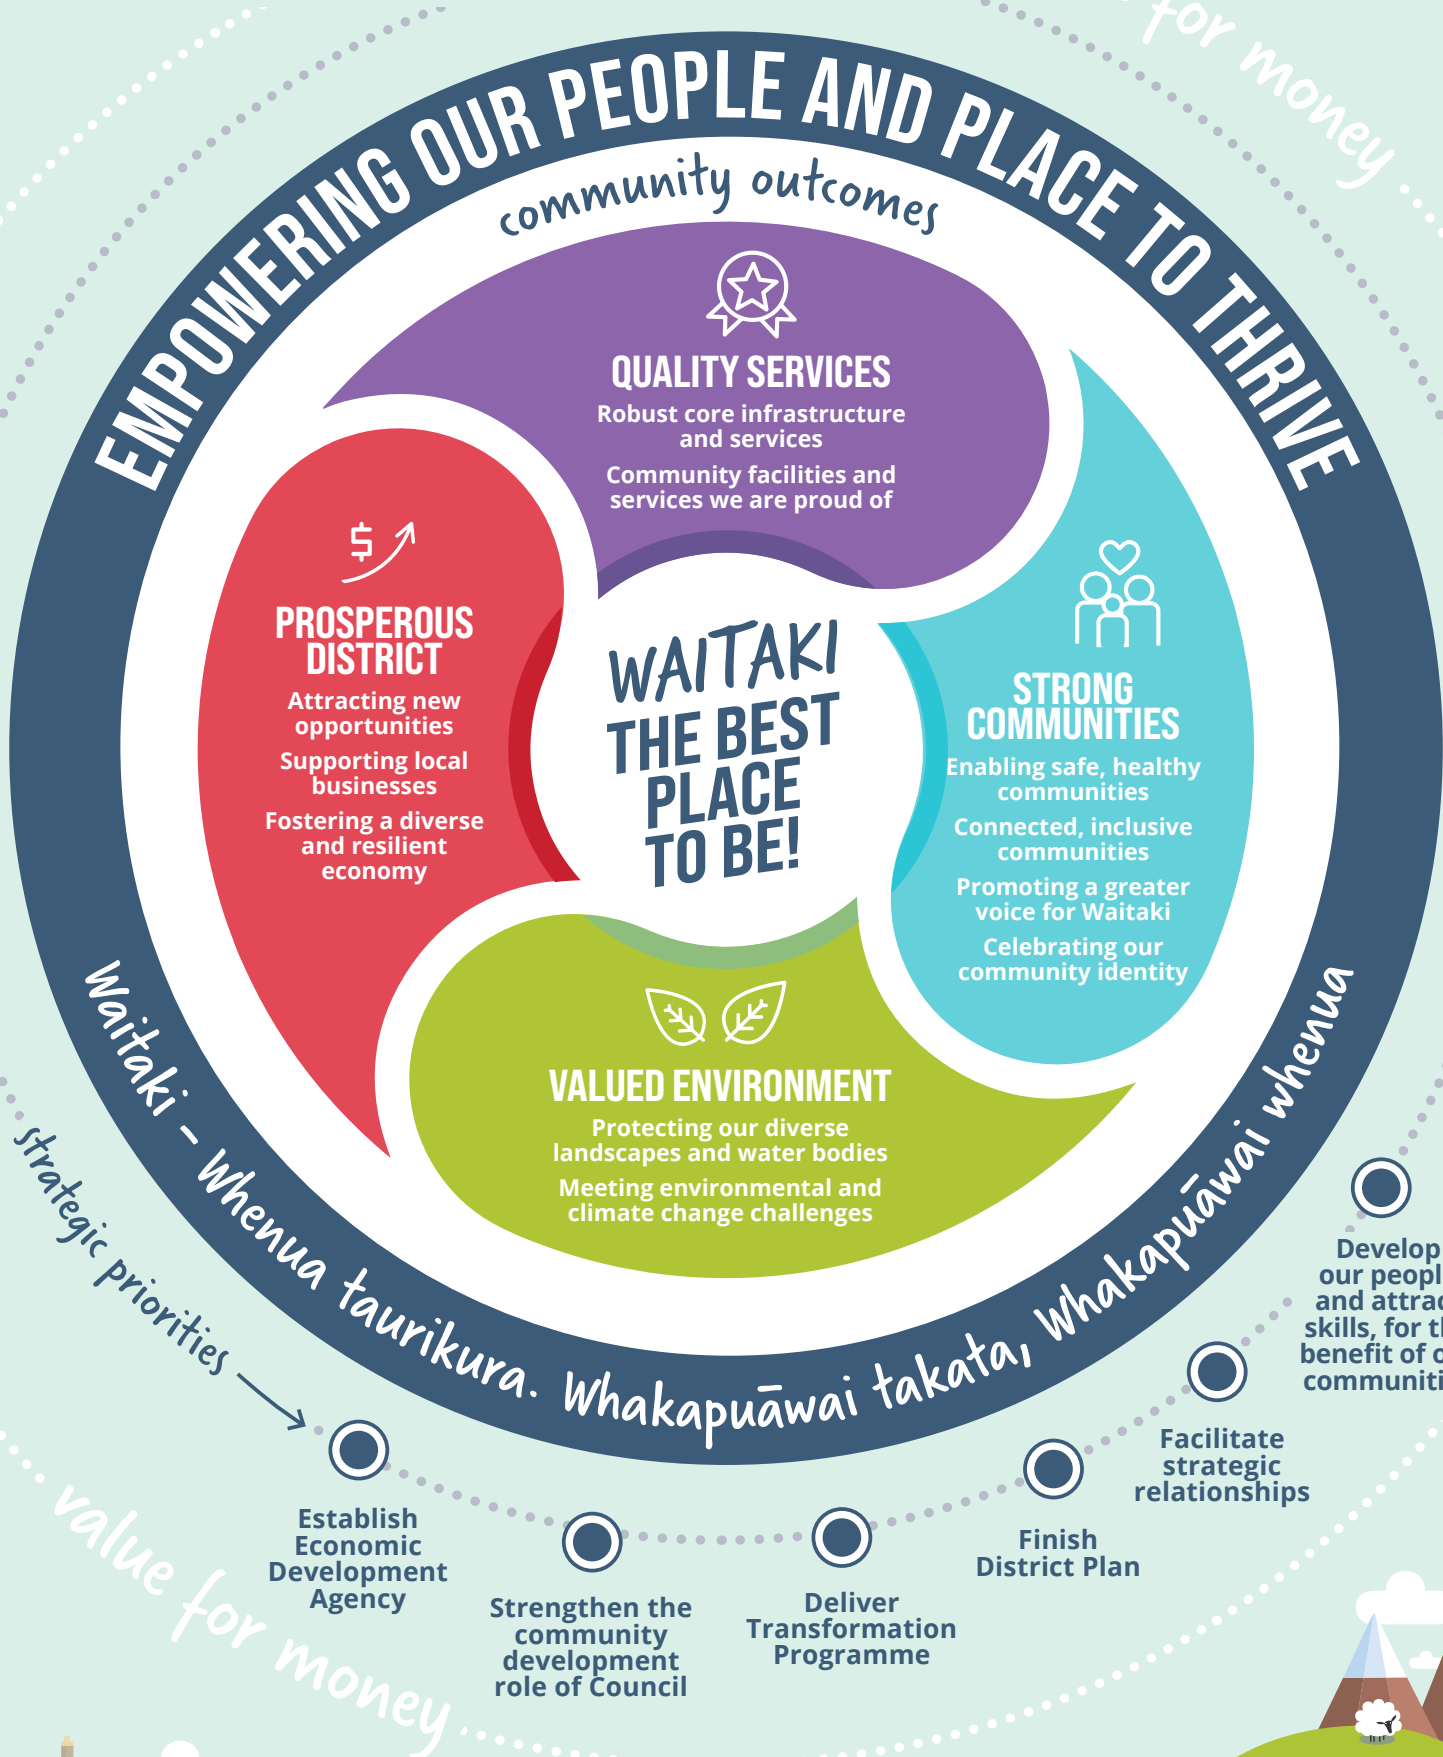 for money
EMPOWERING OUR PEOPLE AND PLACE TO THRIVE
community outcomes
QUALITY SERVICES
Robust core infrastructure
and services
Community facilities and
services we are proud of
PROSPEROUS
DISTRICT
Attracting new
opportunities
Supporting local
businesses
Fostering a diverse
and resilient
economy
WAITAKI
THE BEST
PLACE
TO BE!
STRONG
COMMUNITIES
Enabling safe, healthy
communities
Connected, inclusive
communities
Promoting a greater
voice for Waitaki
Celebrating our
community identity
VALUED ENVIRONMENT
Protecting our diverse
landscapes and water bodies
Meeting environmental and
climate change challenges
Waitaki – Whenua taurikura. Whakapuāwai takata, Whakapuāwai whenua
strategic priorities
Establish
Economic
Development
Agency
Strengthen the
community
development
role of Council
Deliver
Transformation
Programme
Finish
District Plan
Facilitate
strategic
relationships
Develop
our peopl
and attrac
skills, for t
benefit of o
communiti
value for money